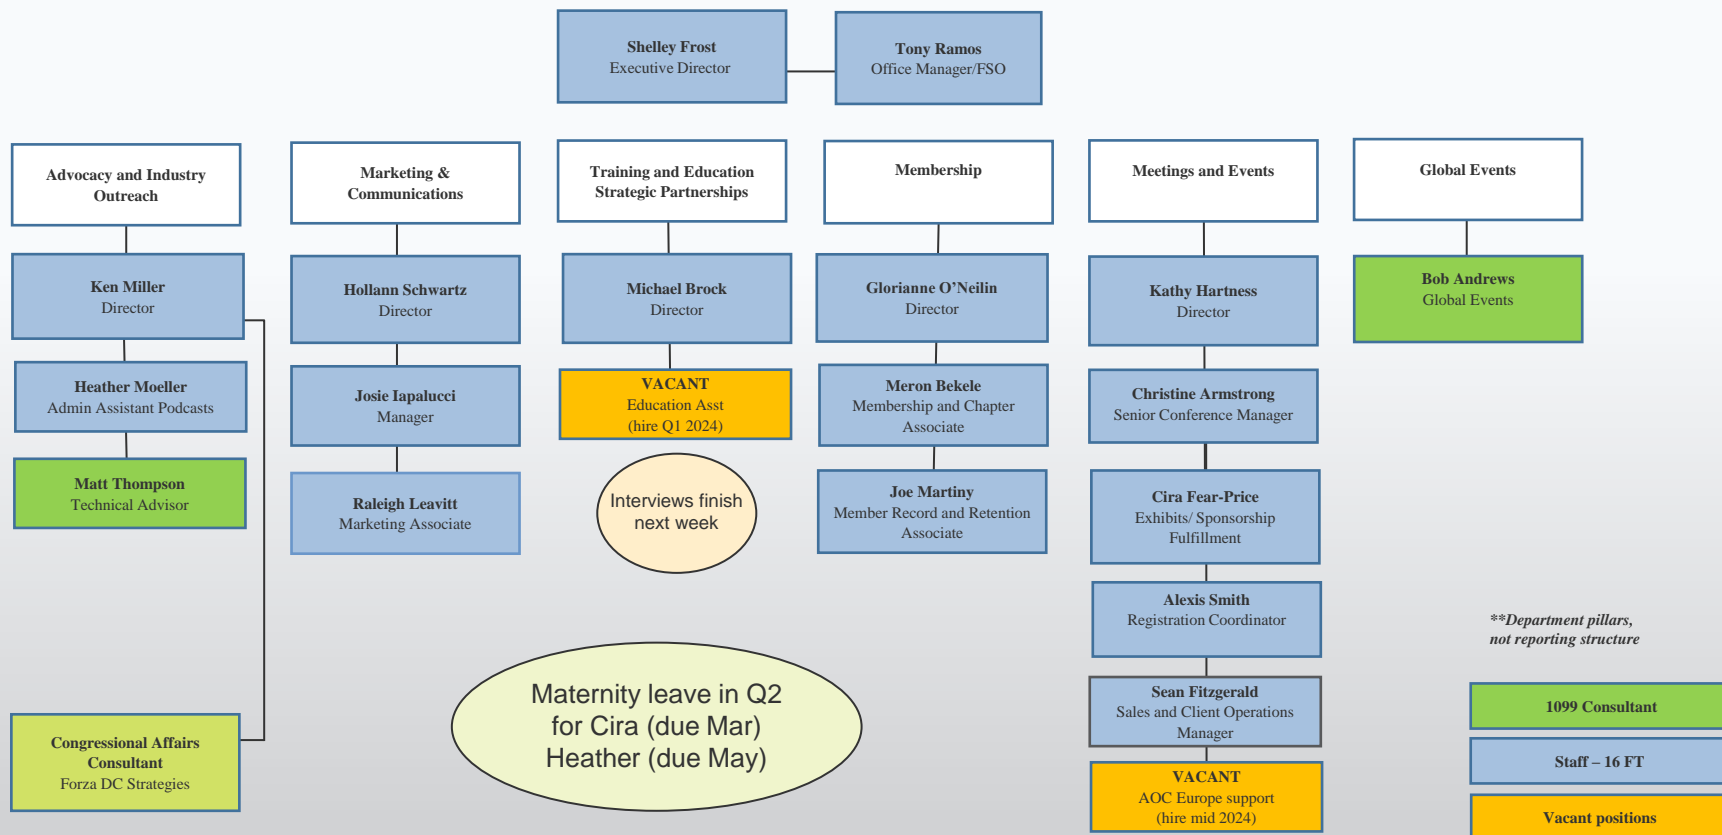 Shelley Frost
Executive Director
Tony Ramos
Office Manager/FSO
Advocacy and Industry
Outreach
Ken Miller
Director
Heather Moeller
Admin Assistant Podcasts
Matt Thompson
Technical Advisor
Congressional Affairs
Consultant
Forza DC Strategies
Marketing &
Communications
Hollann Schwartz
Director
Josie Iapalucci
Manager
Raleigh Leavitt
Marketing Associate
Training and Education
Strategic Partnerships
Michael Brock
Director
VACANT
Education Asst
(hire Q1 2024)
Interviews finish
next week
Maternity leave in Q2
for Cira (due Mar)
Heather (due May)
Membership
Glorianne O’Neilin
Director
Meron Bekele
Membership and Chapter
Associate
Joe Martiny
Member Record and Retention
Associate
Meetings and Events
Kathy Hartness
Director
Christine Armstrong
Senior Conference Manager
Cira Fear-Price
Exhibits/ Sponsorship
Fulfillment
Alexis Smith
Registration Coordinator
Sean Fitzgerald
Sales and Client Operations
Manager
VACANT
AOC Europe support
(hire mid 2024)
Global Events
Bob Andrews
Global Events
**Department pillars,
not reporting structure
1099 Consultant
Staff – 16 FT
Vacant positions